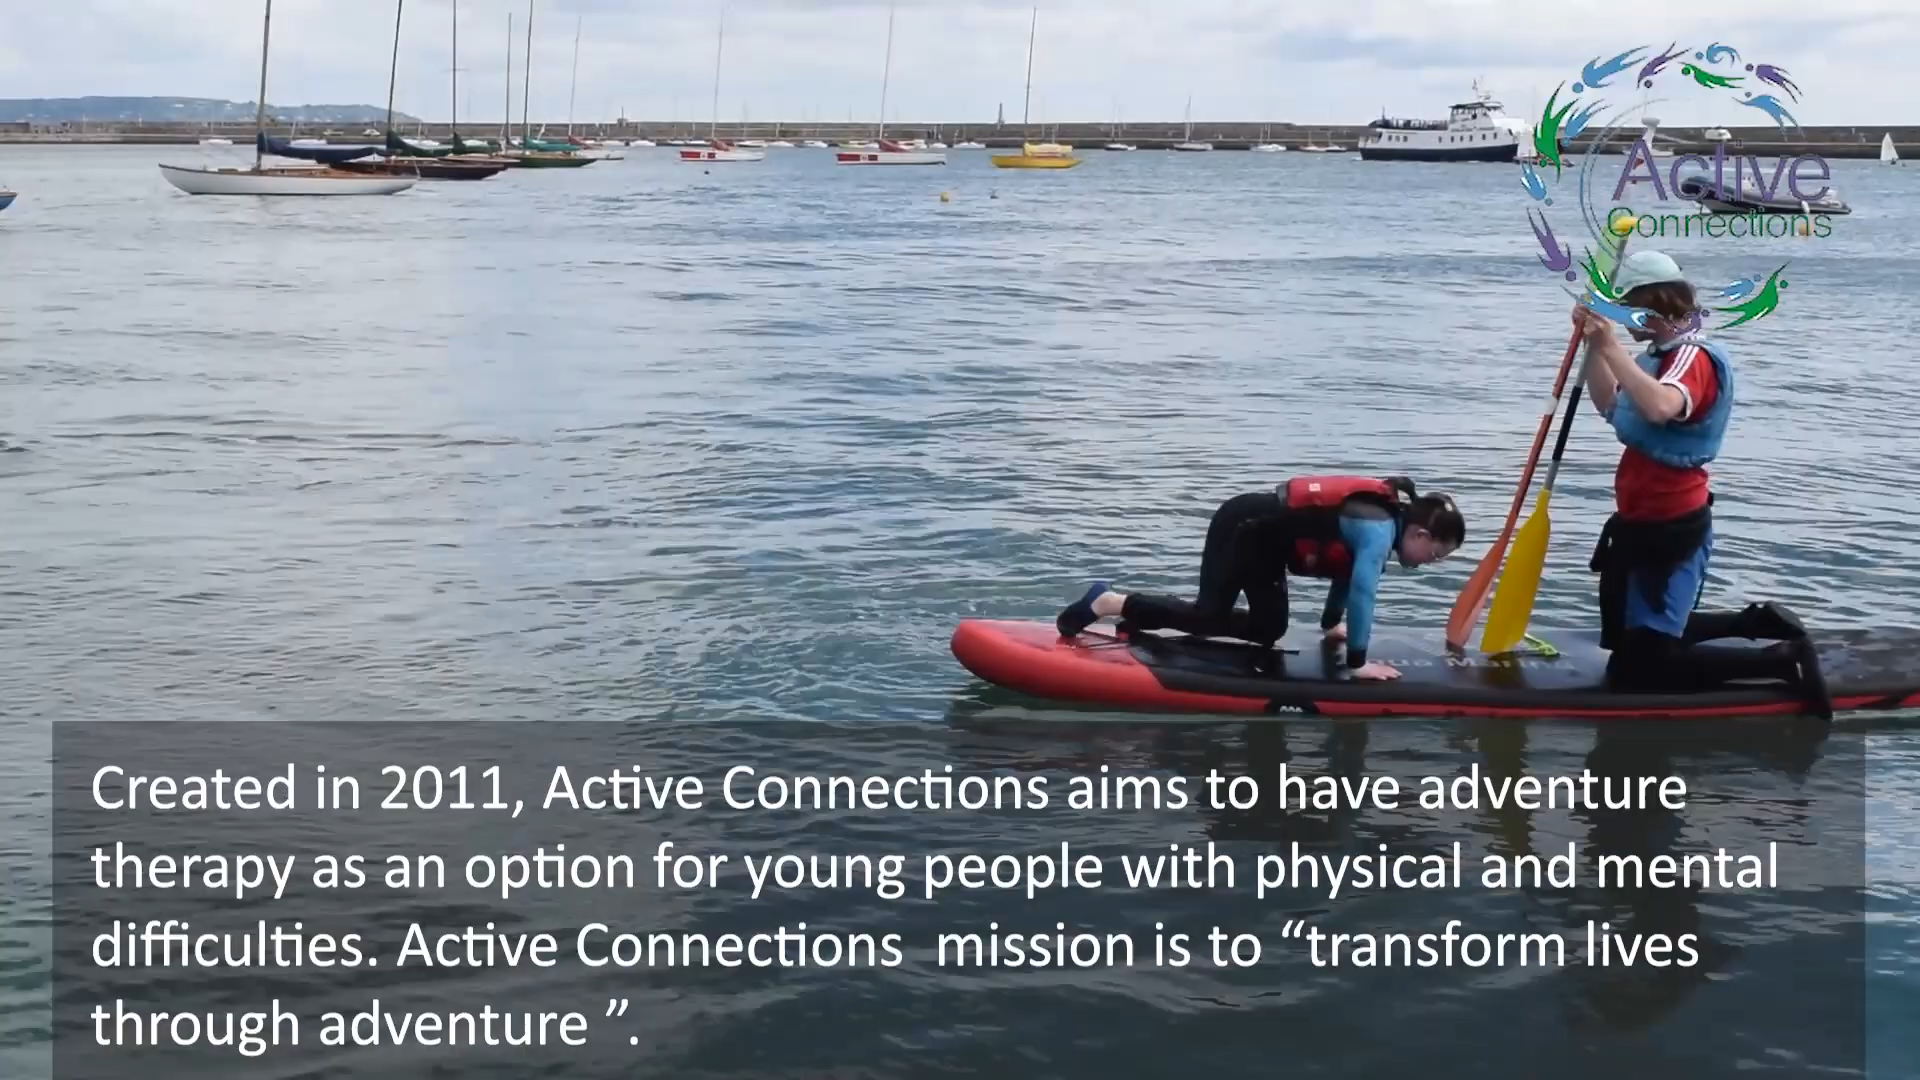 Active
Connections
Created in 2011, Active Connections aims to have adventure
therapy as an option for young people with physical and mental
difficulties. Active Connections  mission is to “transform lives
through adventure ”.